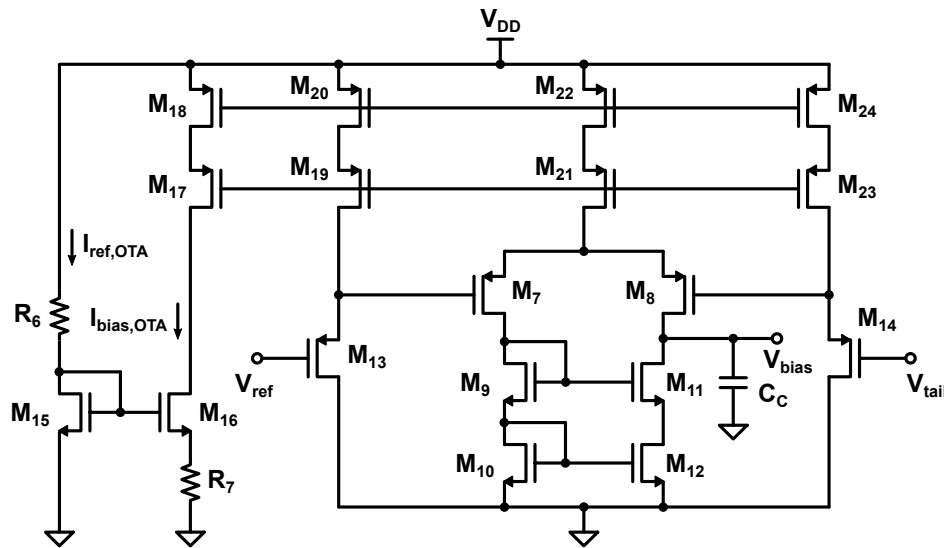 V_DD
M_18
M_20
M_22
M_24
M_17
M_19
M_21
M_23
I_ref,OTA
R_6
I_bias,OTA
M_7
M_8
M_14
M_13
V_ref
V_bias
V_tail
M_15
M_16
M_9
M_11
C_C
R_7
M_10
M_12